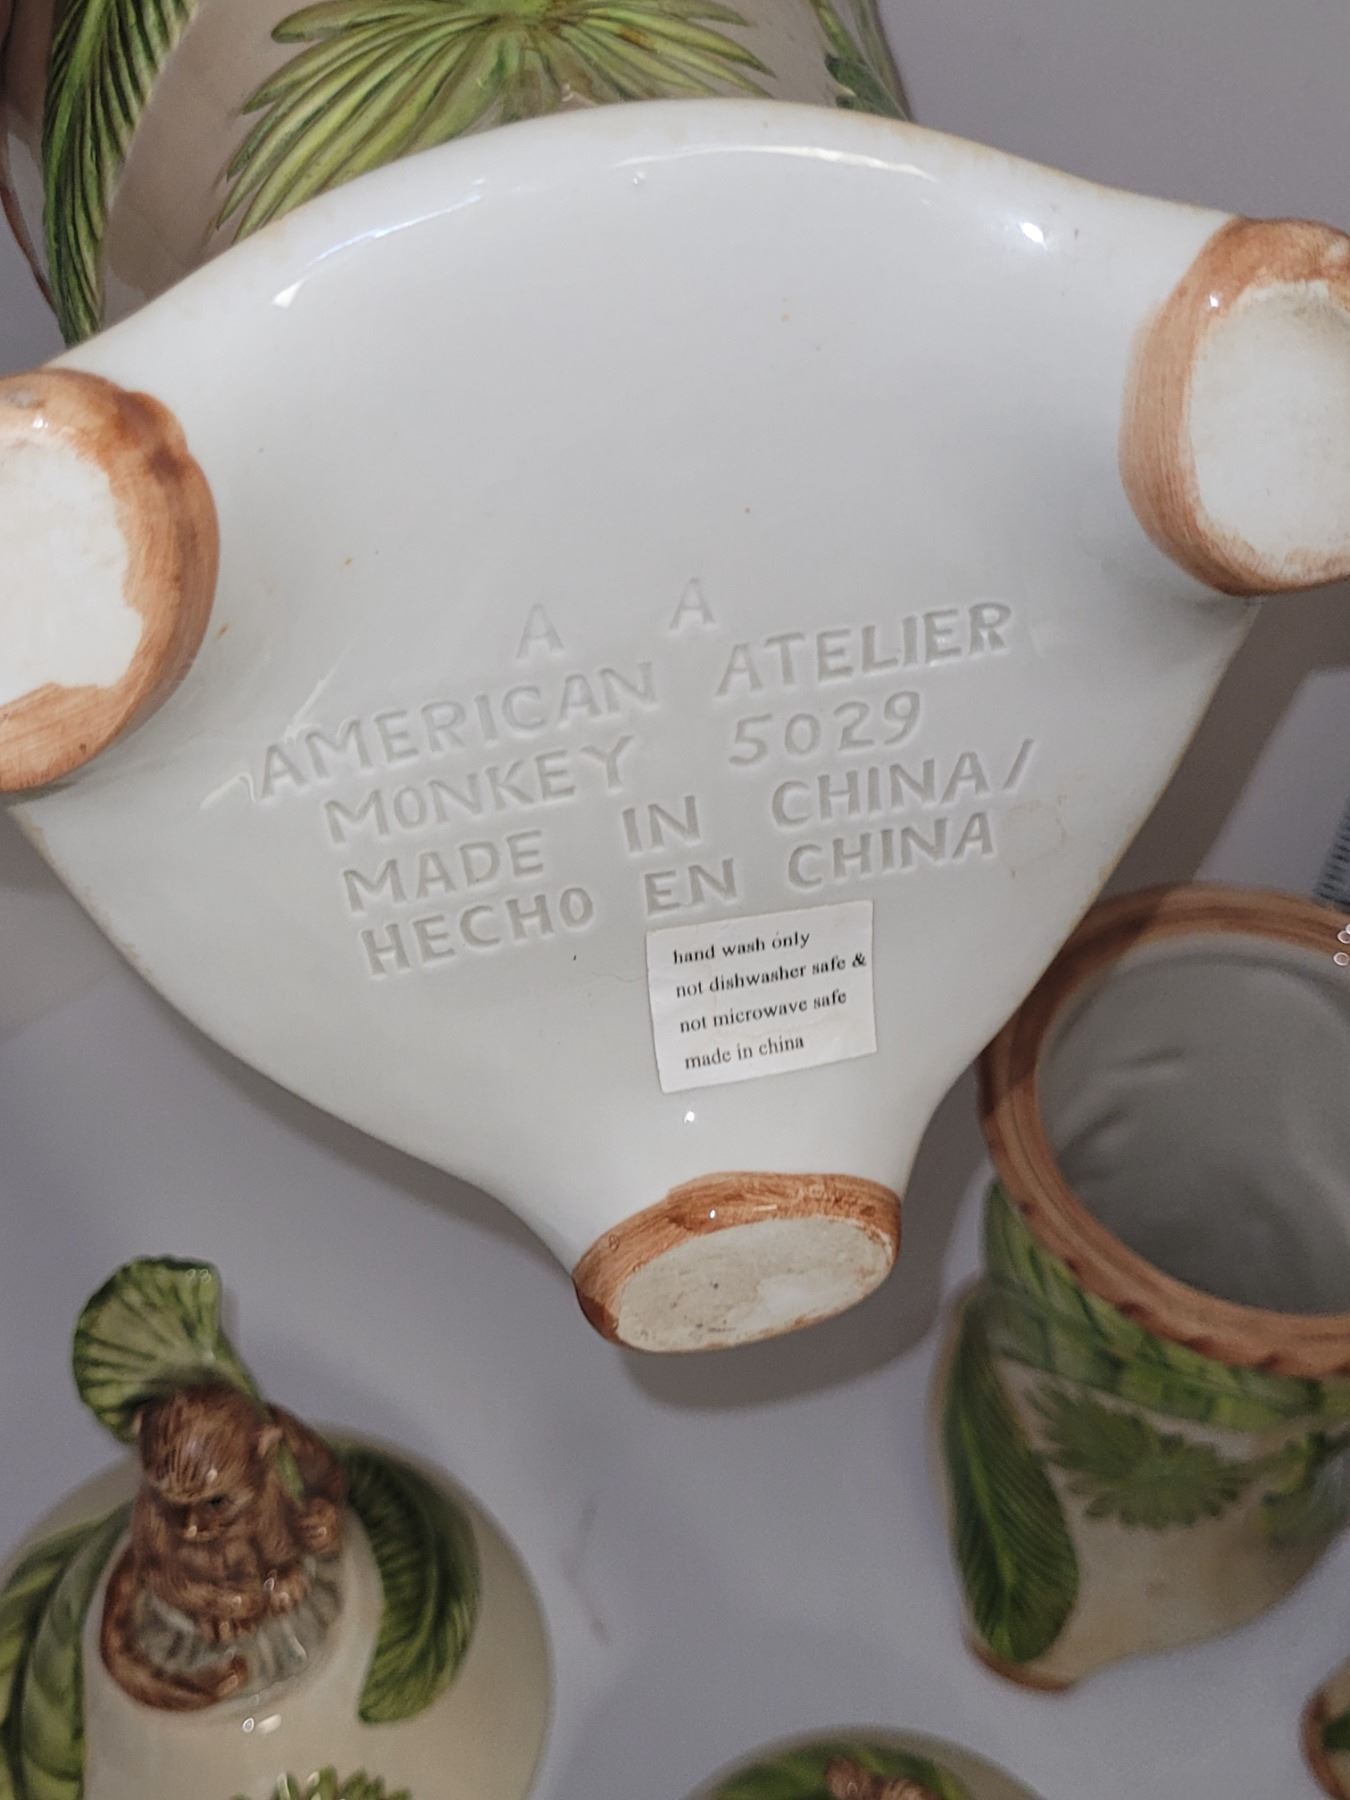 A A
AMERICAN ATELIER
MONKEY 5029
MADE IN CHINA/
HECHO EN CHINA
hand wash only
not dishwasher safe &
not microwave safe
made in china